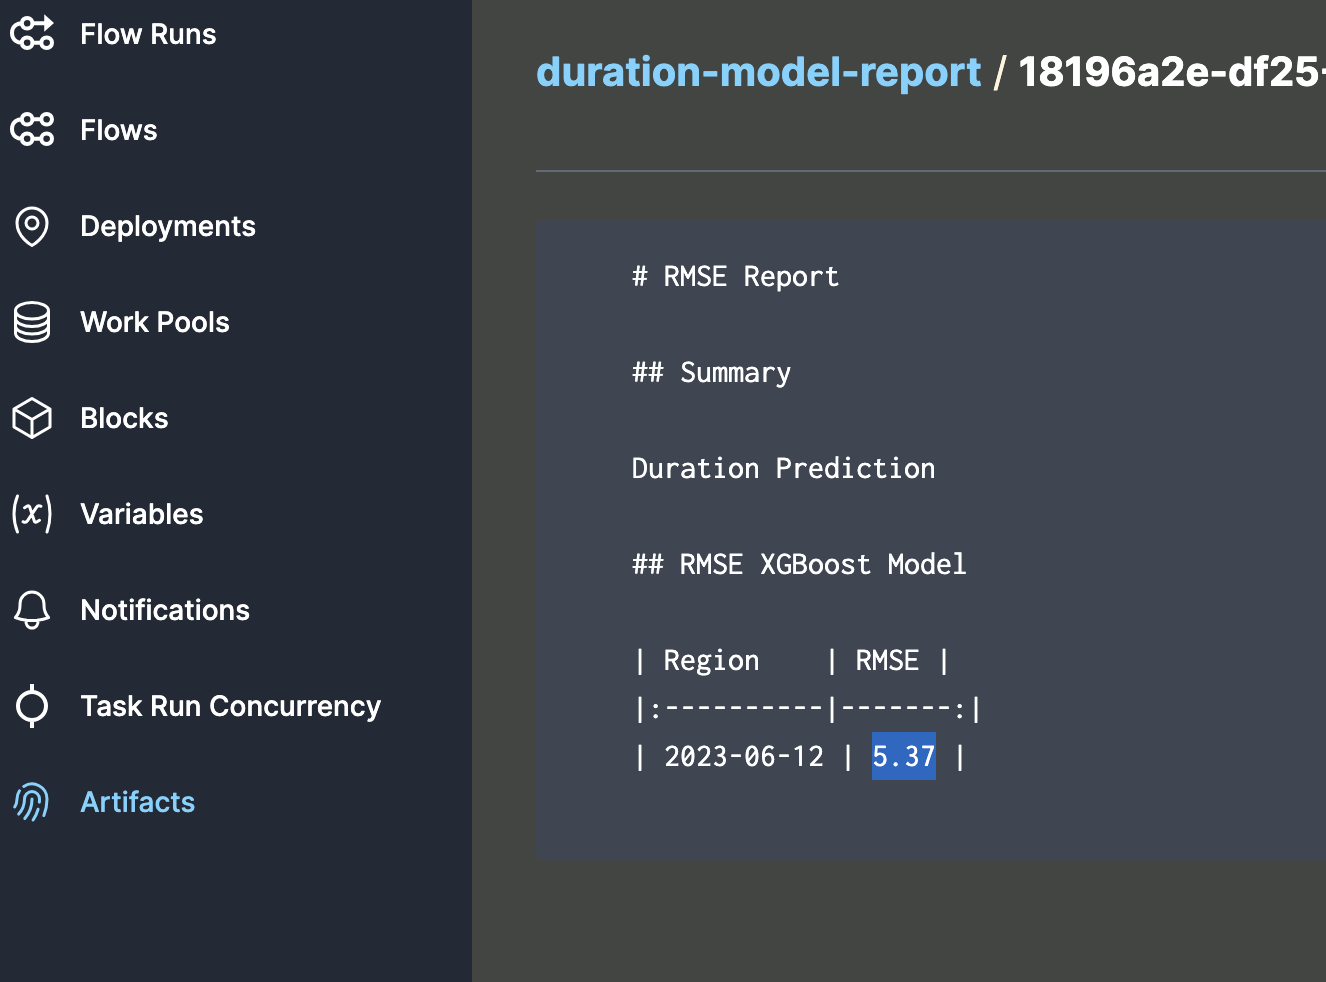 Flow Runs
Flows
Deployments
Work Pools
Blocks
Variables
Notifications
Task Run Concurrency
Artifacts
duration-model-report / 18196a2e-df25-
# RMSE Report
## Summary
Duration Prediction
## RMSE XGBoost Model
| Region    | RMSE |
|:----------|-------:|
| 2023-06-12 | 5.37 |